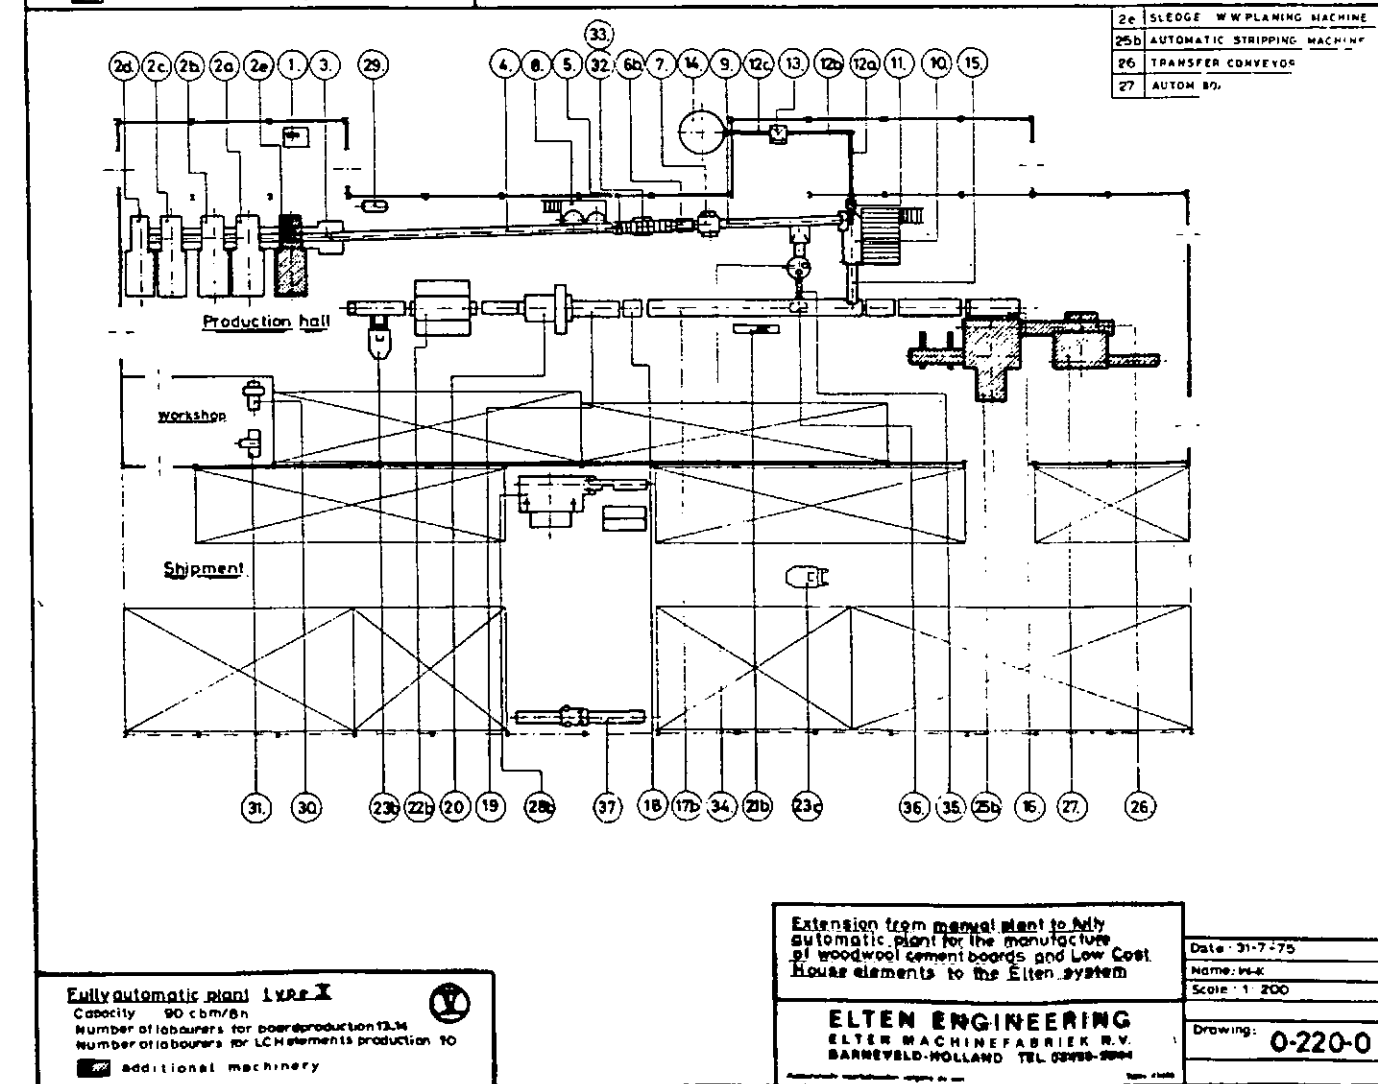 2e SLEDGE WW PLANING MACHINE
25b AUTOMATIC STRIPPING MACHINE
26 TRANSFER CONVEYOR
27 AUTOM
33.
2d. 2c. 2b. 2a 2e 1. 3. 29. 4. 8. 5. 32. 6b 7. 14. 9. 12c 13. 12b 12a 11. 10. 15.
Production hall
Workshop
Shipment
31. 30. 23b 22b 20 19 28b 37. 18 17b 34. 21b 23c 36. 35. 25b 16. 27. 26.
Extension from manual plant to fully
automatic plant for the manufacture
of woodwool cement boards and Low Cost
House elements to the Elten system
Date: 31-7-75
Name:
Scale: 1: 200
Fully automatic plant type V
V
Capacity 90 cbm/8h
Number of labourers for boardproduction 13.14
Number of labourers for LCH elements production 10
additional machinery
ELTEN ENGINEERING
ELTEN MACHINEFABRIEK B.V.
BARNEVELD-HOLLAND TEL.
Drawing: 0-220-0